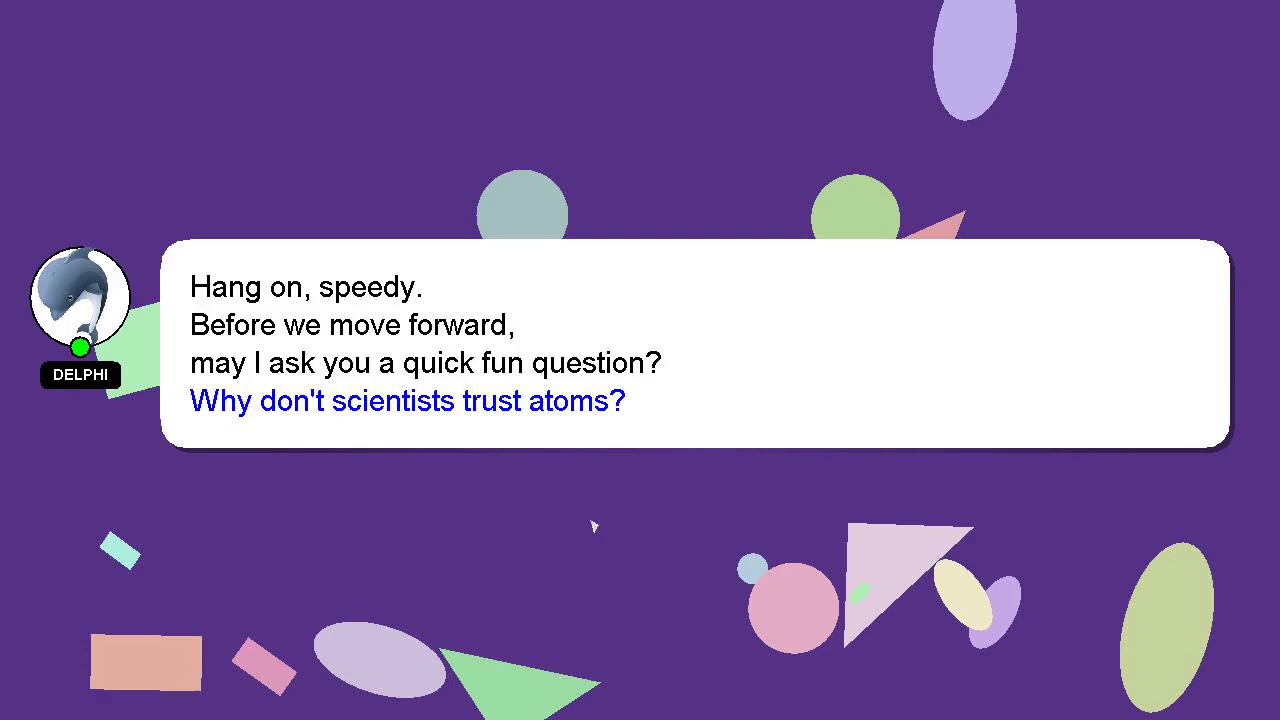 Hang on, speedy.
Before we move forward,
may I ask you a quick fun question?
Why don't scientists trust atoms?
DELPHI